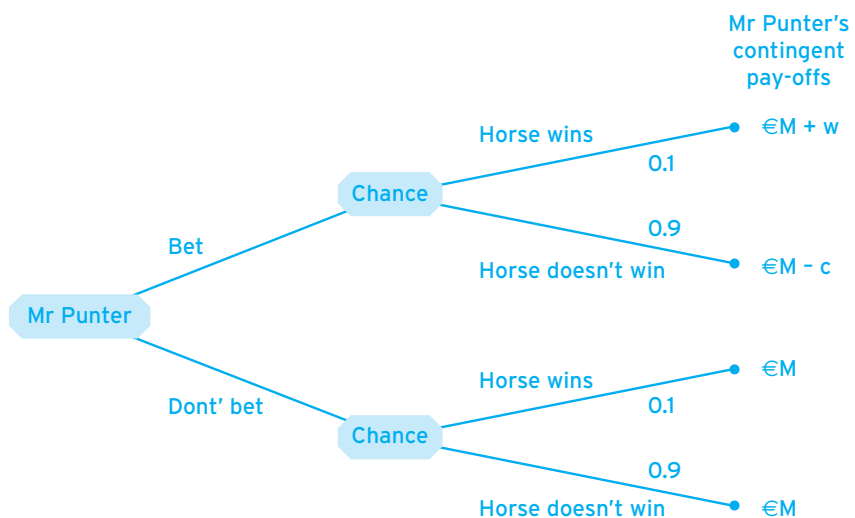 Mr Punter's
contingent
pay-offs
Horse wins
€M + w
0.1
Chance
0.9
Bet
Horse doesn't win
€M – c
Mr Punter
Horse wins
€M
Dont' bet
0.1
Chance
0.9
Horse doesn't win
€M